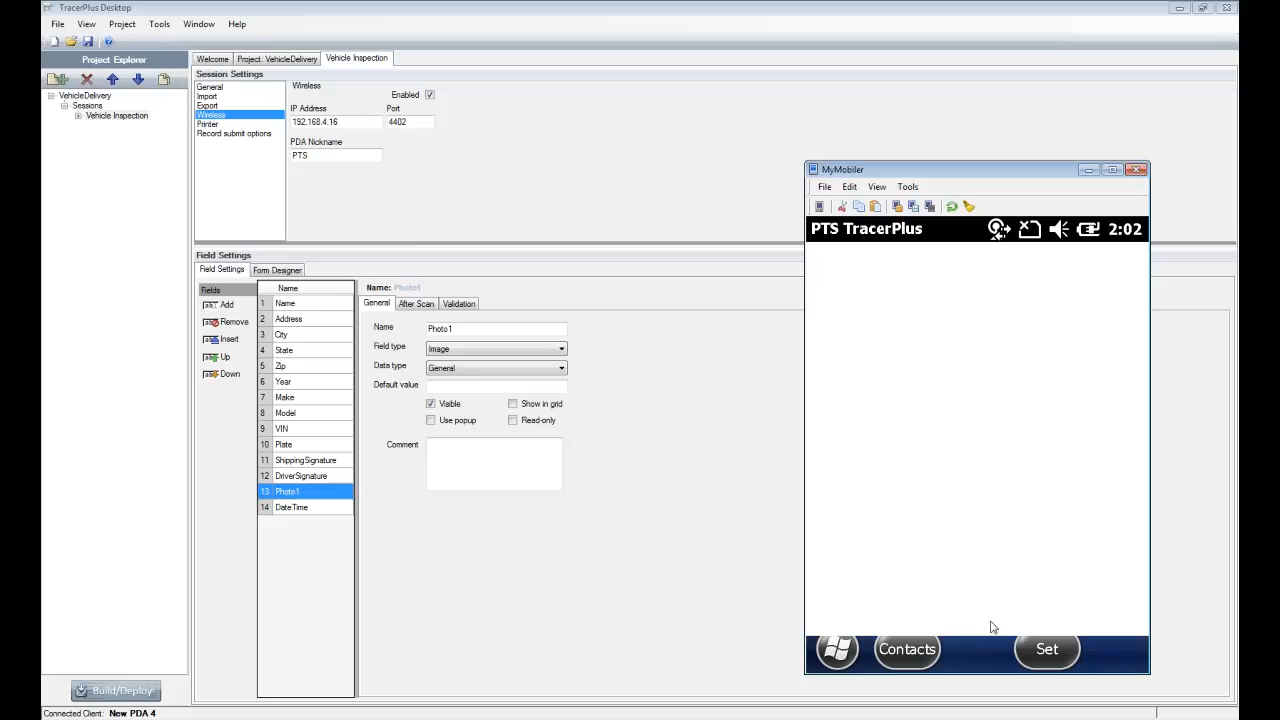 TracerPlus Desktop
File View Project Tools Window Help
Project Explorer
VehicleDelivery
Sessions
Vehicle Inspection
Build/Deploy
Connected Client: New PDA 4
Welcome Project: VehicleDelivery Vehicle Inspection
Session Settings
General
Import
Export
Wireless
Printer
Record submit options
Wireless
Enabled
IP Address Port
192.168.4.16 4402
PDA Nickname
PTS
Field Settings
Field Settings Form Designer
Fields
Add
Remove
Insert
Up
Down
Name
1 Name
2 Address
3 City
4 State
5 Zip
6 Year
7 Make
8 Model
9 VIN
10 Plate
11 ShippingSignature
12 DriverSignature
13 Photo1
14 DateTime
Name: Photo1
General After Scan Validation
Name Photo1
Field type Image
Data type General
Default value
Visible Show in grid
Use popup Read-only
Comment
MyMobiler
File Edit View Tools
PTS TracerPlus 2:02
Contacts Set